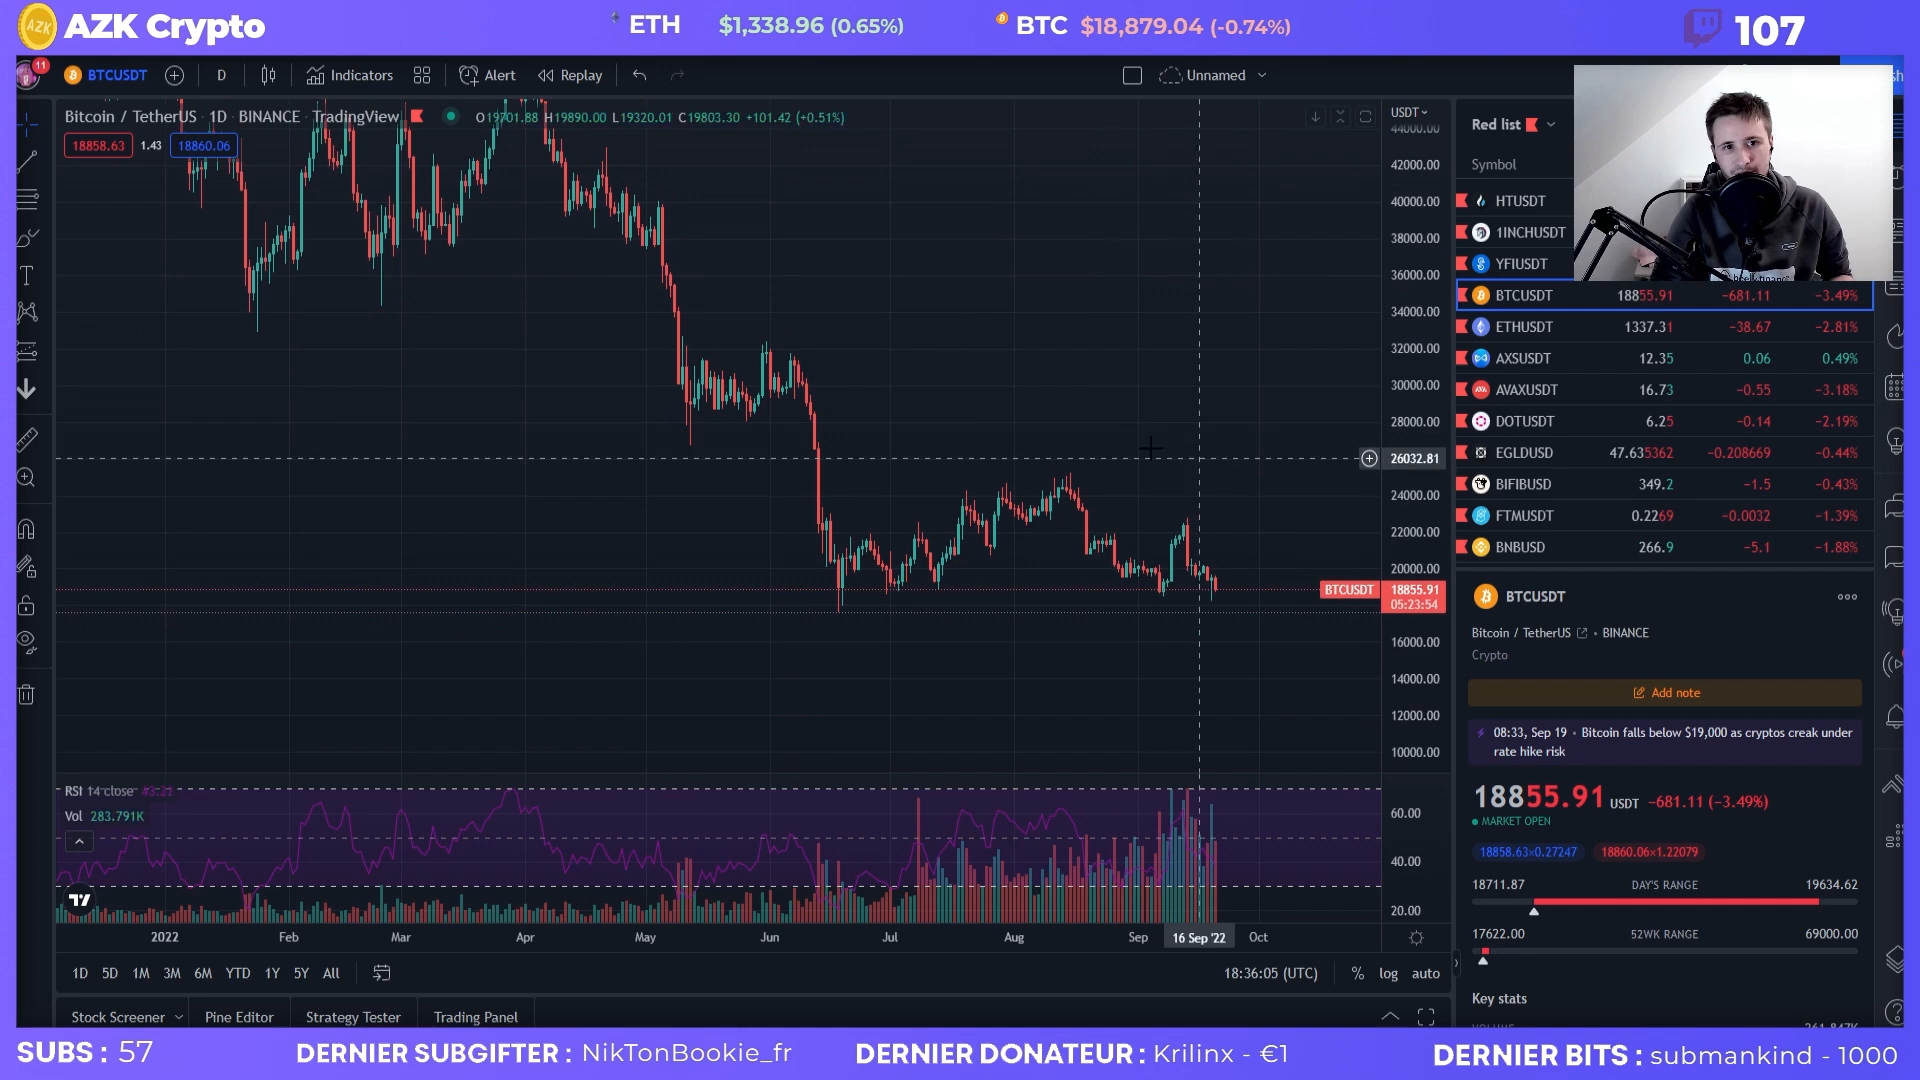 AZK Crypto
ETH $1,338.96 (0.65%)
BTC $18,879.04 (-0.74%)
107
11
BTCUSDT
D
Indicators
Alert
Replay
Unnamed
Bitcoin / TetherUS · 1D · BINANCE · TradingView
O19701.88 H19890.00 L19320.01 C19803.30 +101.42 (+0.51%)
18858.63 1.43 18860.06
USDT
44000.00
42000.00
40000.00
38000.00
36000.00
34000.00
32000.00
30000.00
28000.00
26032.81
24000.00
22000.00
20000.00
BTCUSDT 18855.91
05:23:54
16000.00
14000.00
12000.00
10000.00
RSI 14 close 43.21
Vol 283.791K
60.00
40.00
20.00
2022 Feb Mar Apr May Jun Jul Aug Sep 16 Sep '22 Oct
1D 5D 1M 3M 6M YTD 1Y 5Y All
18:36:05 (UTC) % log auto
Stock Screener Pine Editor Strategy Tester Trading Panel
Red list
Symbol
HTUSDT
1INCHUSDT
YFIUSDT
BTCUSDT 18855.91 −681.11 −3.49%
ETHUSDT 1337.31 −38.67 −2.81%
AXSUSDT 12.35 0.06 0.49%
AVAXUSDT 16.73 −0.55 −3.18%
DOTUSDT 6.25 −0.14 −2.19%
EGLDUSD 47.635362 −0.208669 −0.44%
BIFIBUSD 349.2 −1.5 −0.43%
FTMUSDT 0.2269 −0.0032 −1.39%
BNBUSD 266.9 −5.1 −1.88%
BTCUSDT
Bitcoin / TetherUS • BINANCE
Crypto
Add note
08:33, Sep 19 • Bitcoin falls below $19,000 as cryptos creak under
rate hike risk
18855.91 USDT −681.11 (−3.49%)
MARKET OPEN
18858.63×0.27247 18860.06×1.22079
18711.87 DAY'S RANGE 19634.62
17622.00 52WK RANGE 69000.00
Key stats
SUBS : 57
DERNIER SUBGIFTER : NikTonBookie_fr
DERNIER DONATEUR : Krilinx - €1
DERNIER BITS : submankind - 1000